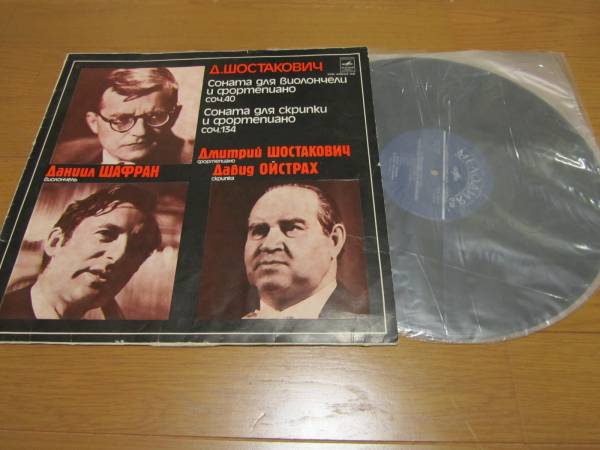 Д. ШОСТАКОВИЧ
Соната для виолончели
и фортепиано
соч. 40
Соната для скрипки
и фортепиано
соч. 134
Дмитрий ШОСТАКОВИЧ
фортепиано
Даниил ШАФРАН
виолончель
Давид ОЙСТРАХ
скрипка